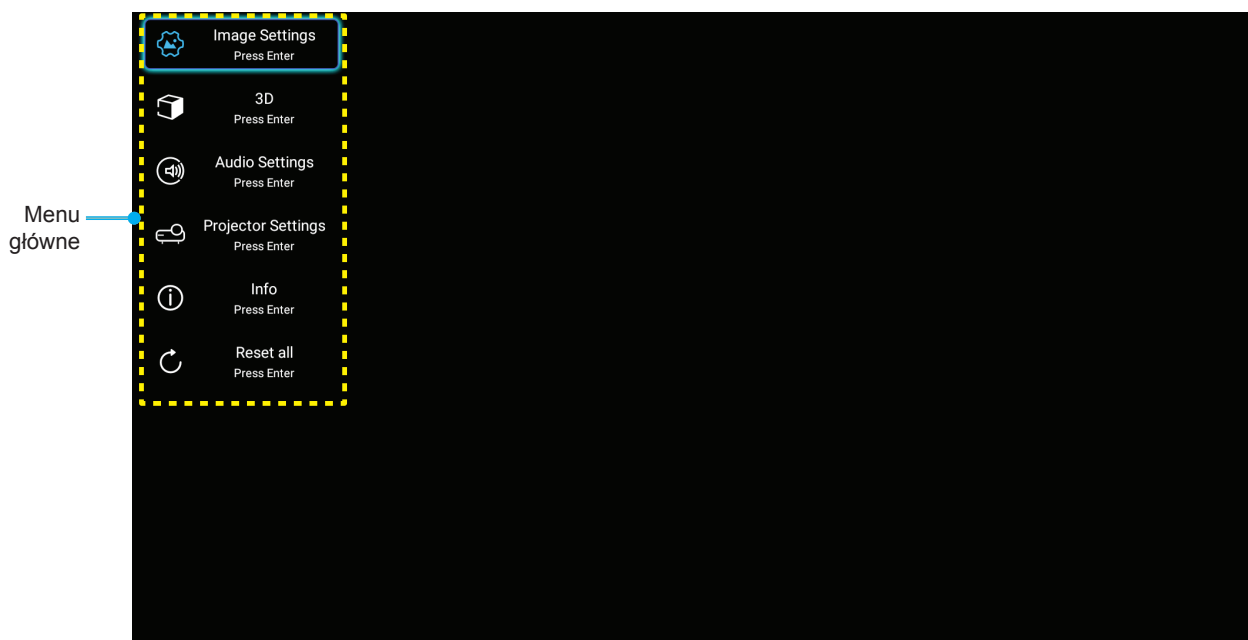 Image Settings
Press Enter
3D
Press Enter
Audio Settings
Press Enter
Menu
główne
Projector Settings
Press Enter
Info
Press Enter
Reset all
Press Enter